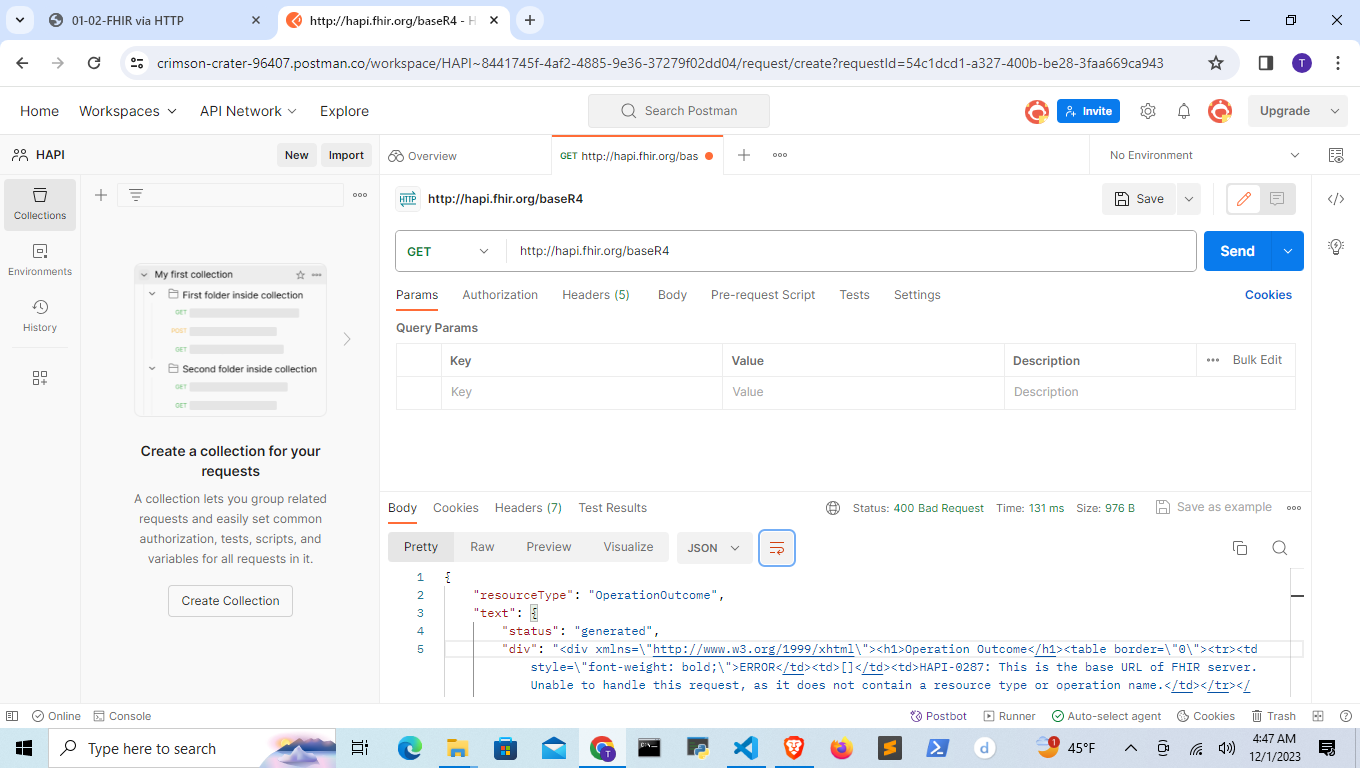 01-02-FHIR via HTTP
http://hapi.fhir.org/baseR4 - H
crimson-crater-96407.postman.co/workspace/HAPI~8441745f-4af2-4885-9e36-37279f02dd04/request/create?requestId=54c1dcd1-a327-400b-be28-3faa669ca943
T
Home Workspaces API Network Explore Search Postman Invite Upgrade
HAPI New Import Overview GET http://hapi.fhir.org/bas No Environment
Collections
Environments
History
My first collection
First folder inside collection
GET
POST
GET
Second folder inside collection
GET
GET
Create a collection for your
requests
A collection lets you group related
requests and easily set common
authorization, tests, scripts, and
variables for all requests in it.
Create Collection
HTTP http://hapi.fhir.org/baseR4 Save
GET http://hapi.fhir.org/baseR4 Send
Params Authorization Headers (5) Body Pre-request Script Tests Settings Cookies
Query Params
Key Value Description Bulk Edit
Key Value Description
Body Cookies Headers (7) Test Results Status: 400 Bad Request Time: 131 ms Size: 976 B Save as example
Pretty Raw Preview Visualize JSON
1 {
2 "resourceType": "OperationOutcome",
3 "text": {
4 "status": "generated",
5 "div": "<div xmlns=\"http://www.w3.org/1999/xhtml\"><h1>Operation Outcome</h1><table border=\"0\"><tr><td
style=\"font-weight: bold;\">ERROR</td><td>[]</td><td>HAPI-0287: This is the base URL of FHIR server.
Unable to handle this request, as it does not contain a resource type or operation name.</td></tr></
Online Console Postbot Runner Auto-select agent Cookies Trash
Type here to search T d 1 45°F 4:47 AM
12/1/2023